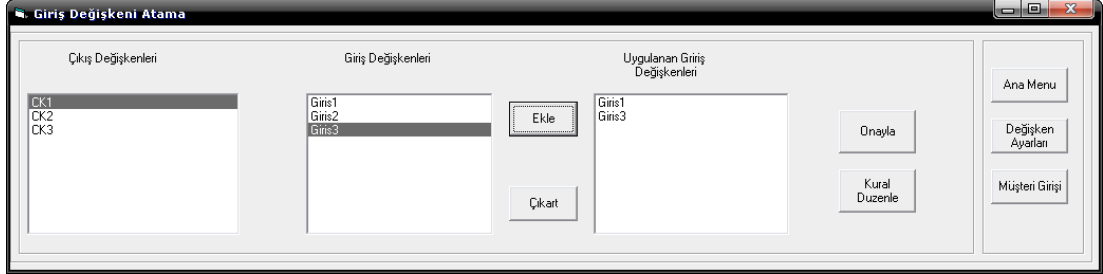 Giriş Değişkeni Atama
Çıkış Değişkenleri
CK1
CK2
CK3
Giriş Değişkenleri
Giris1
Giris2
Giris3
Ekle
Çıkart
Uygulanan Gririş
Değişkenleri
Giris1
Giris3
Onayla
Kural
Duzenle
Ana Menu
Değişken
Ayarları
Müşteri Girişi